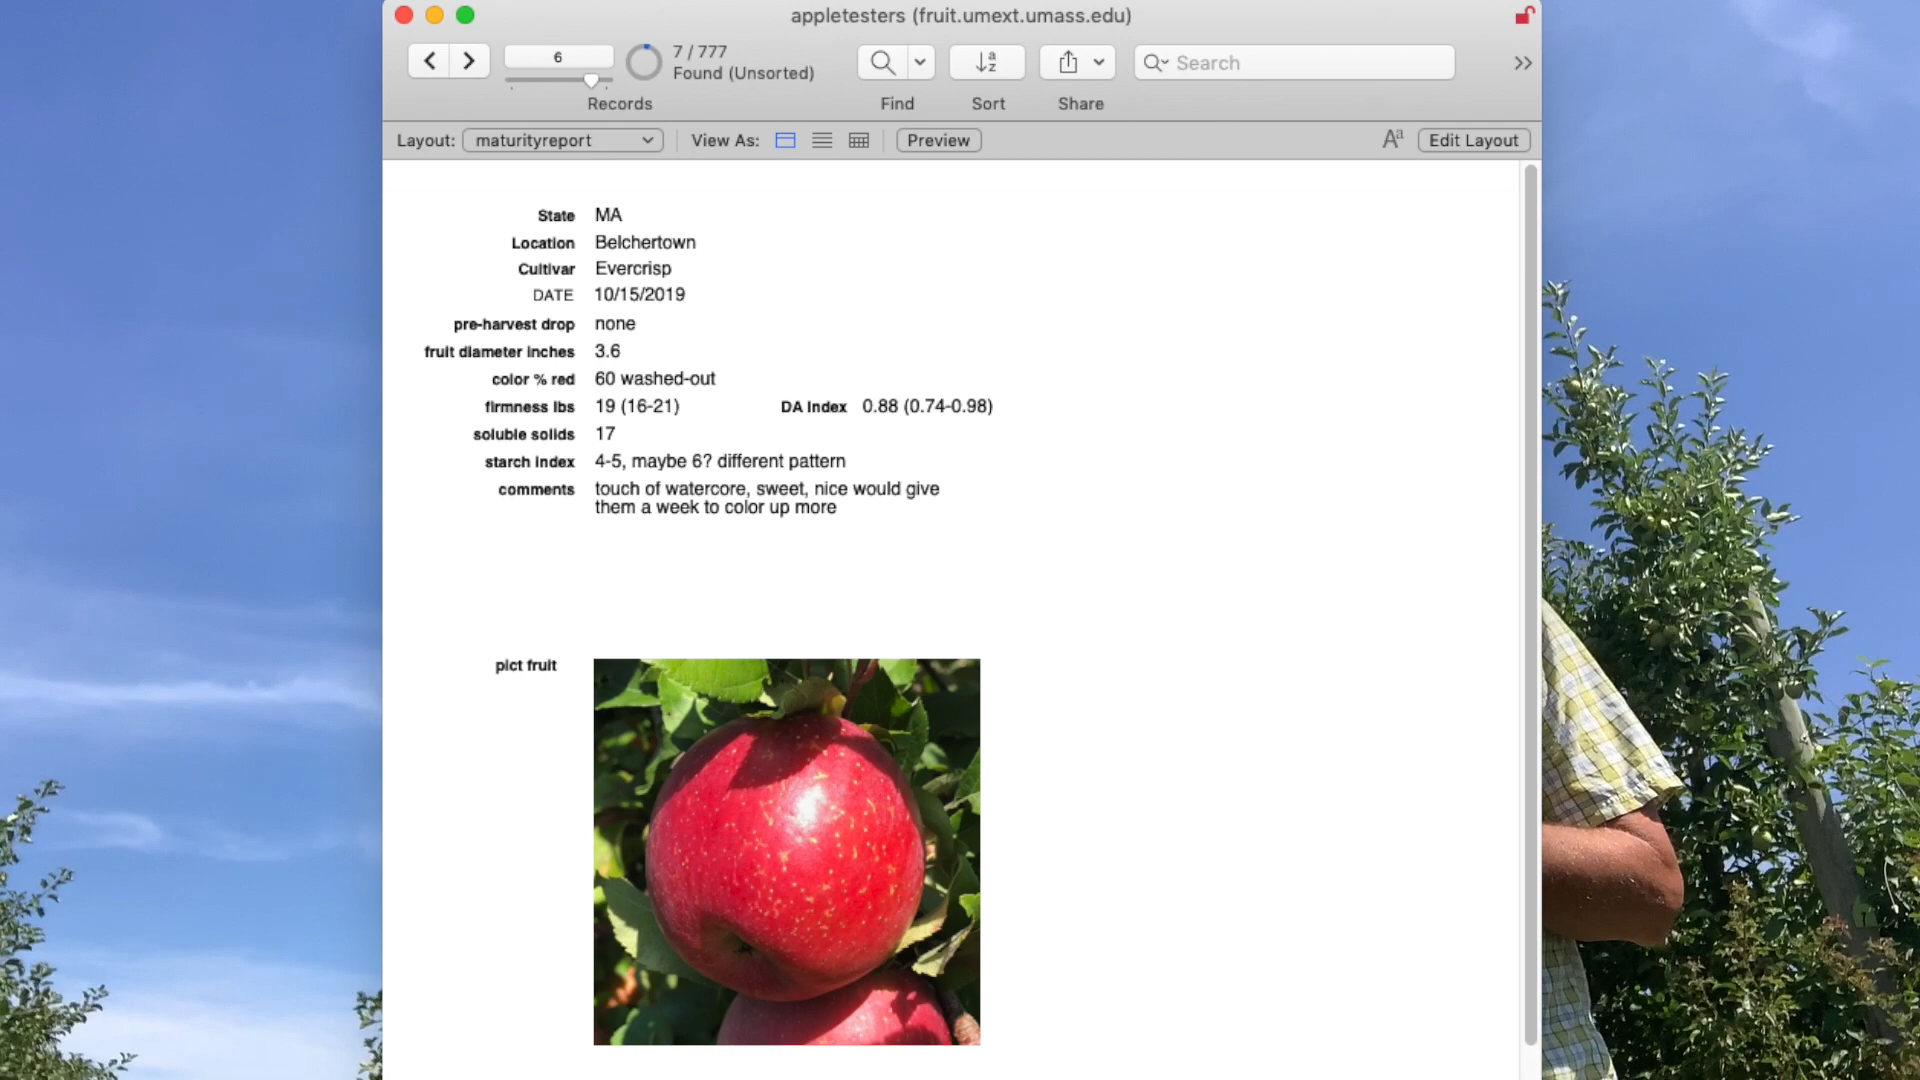 appletesters (fruit.umext.umass.edu)
6
7 / 777
Found (Unsorted)
Search
Records
Find
Sort
Share
Layout: maturityreport
View As:
Preview
Aa
Edit Layout
State MA
Location Belchertown
Cultivar Evercrisp
DATE 10/15/2019
pre-harvest drop none
fruit diameter inches 3.6
color % red 60 washed-out
firmness lbs 19 (16-21) DA Index 0.88 (0.74-0.98)
soluble solids 17
starch index 4-5, maybe 6? different pattern
comments touch of watercore, sweet, nice would give
them a week to color up more
pict fruit